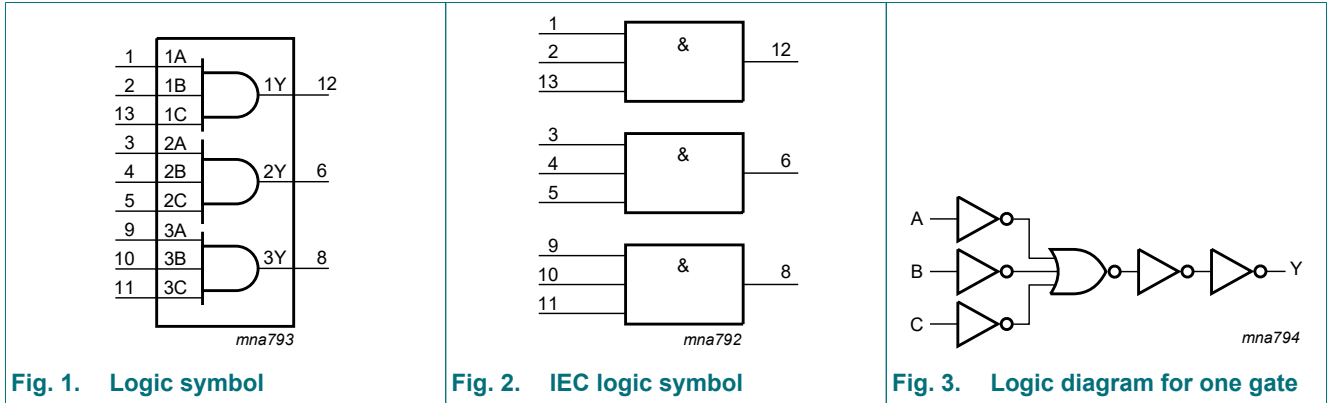 1 1A
2 1B 1Y 12
13 1C
3 2A
4 2B 2Y 6
5 2C
9 3A
10 3B 3Y 8
11 3C
mna793
Fig. 1. Logic symbol
1
2 & 12
13
3
4 & 6
5
9
10 & 8
11
mna792
Fig. 2. IEC logic symbol
A
B Y
C
mna794
Fig. 3. Logic diagram for one gate